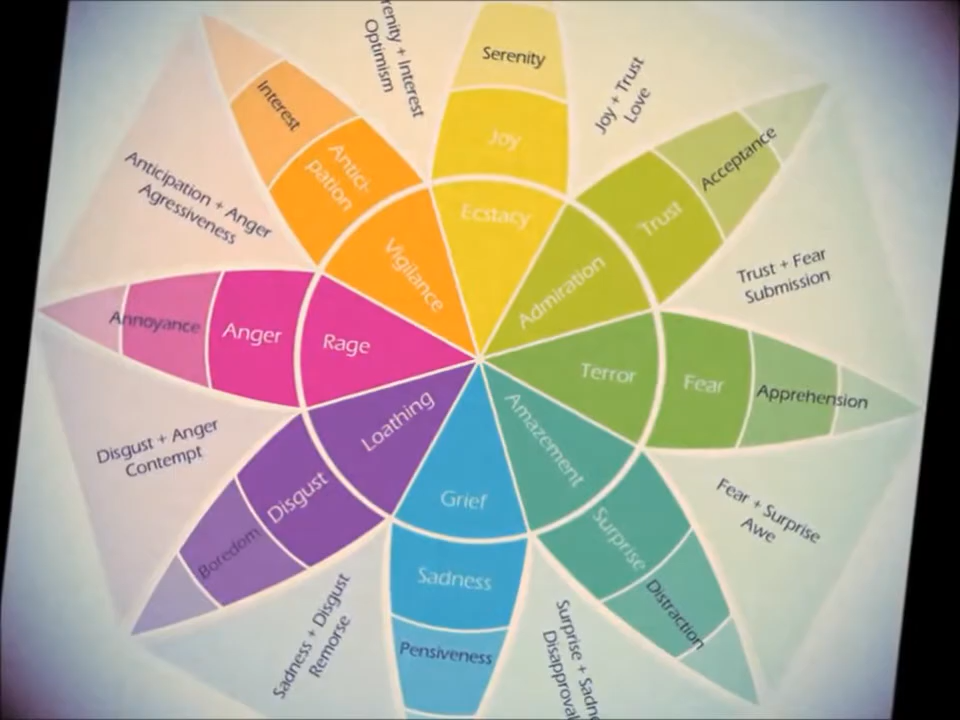 Serenity
Joy
Ecstacy
Joy + Trust
Love
Acceptance
Trust
Admiration
Trust + Fear
Submission
Terror
Fear
Apprehension
Fear + Surprise
Awe
Amazement
Surprise
Distraction
Surprise +
Disapproval
Grief
Sadness
Pensiveness
Sadness + Disgust
Remorse
Loathing
Disgust
Boredom
Disgust + Anger
Contempt
Rage
Anger
Annoyance
Anticipation + Anger
Agressiveness
Vigilance
Antici-
pation
Interest
+ Interest
Optimism